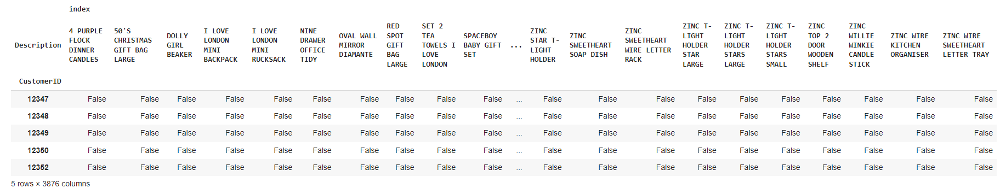 index
Description 4 PURPLE FLOCK DINNER CANDLES 50'S CHRISTMAS GIFT BAG LARGE DOLLY GIRL BEAKER I LOVE LONDON MINI BACKPACK I LOVE LONDON MINI RUCKSACK NINE DRAWER OFFICE TIDY OVAL WALL MIRROR DIAMANTE RED SPOT GIFT BAG LARGE SET 2 TEA TOWELS I LOVE LONDON SPACEBOY BABY GIFT SET ... ZINC STAR T-LIGHT HOLDER ZINC SWEETHEART SOAP DISH ZINC SWEETHEART WIRE LETTER RACK ZINC T-LIGHT HOLDER STAR LARGE ZINC T-LIGHT HOLDER STARS LARGE ZINC T-LIGHT HOLDER STARS SMALL ZINC TOP 2 DOOR WOODEN SHELF ZINC WILLIE WINKIE CANDLE STICK ZINC WIRE KITCHEN ORGANISER ZINC WIRE SWEETHEART LETTER TRAY
CustomerID
12347 False False False False False False False False False False ... False False False False False False False False False False
12348 False False False False False False False False False False ... False False False False False False False False False False
12349 False False False False False False False False False False ... False False False False False False False False False False
12350 False False False False False False False False False False ... False False False False False False False False False False
12352 False False False False False False False False False False ... False False False False False False False False False False
5 rows × 3876 columns